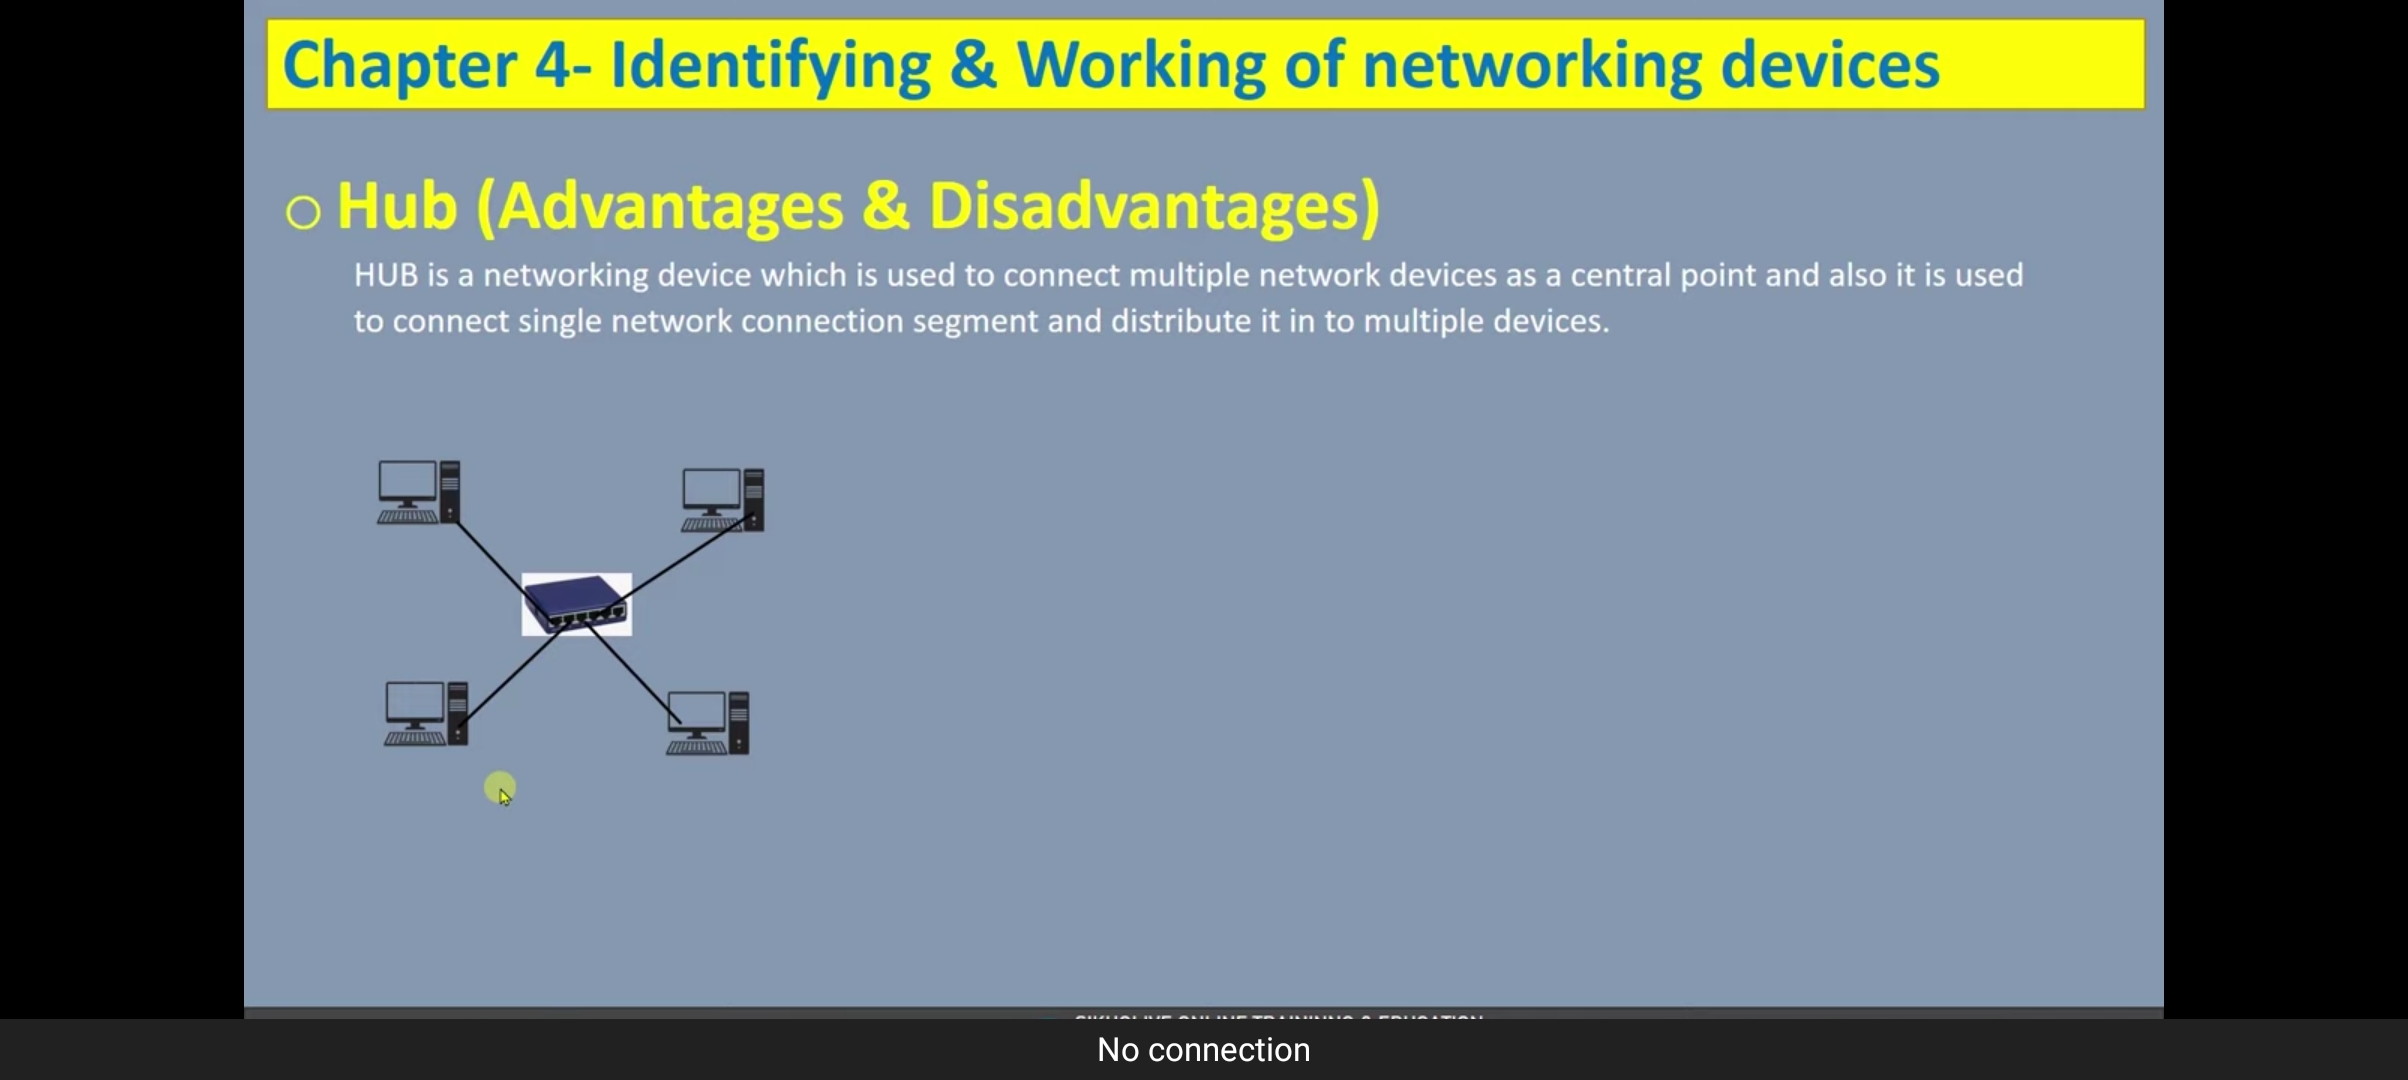 Chapter 4- Identifying & Working of networking devices
Hub (Advantages & Disadvantages)
HUB is a networking device which is used to connect multiple network devices as a central point and also it is used
to connect single network connection segment and distribute it in to multiple devices.
No connection